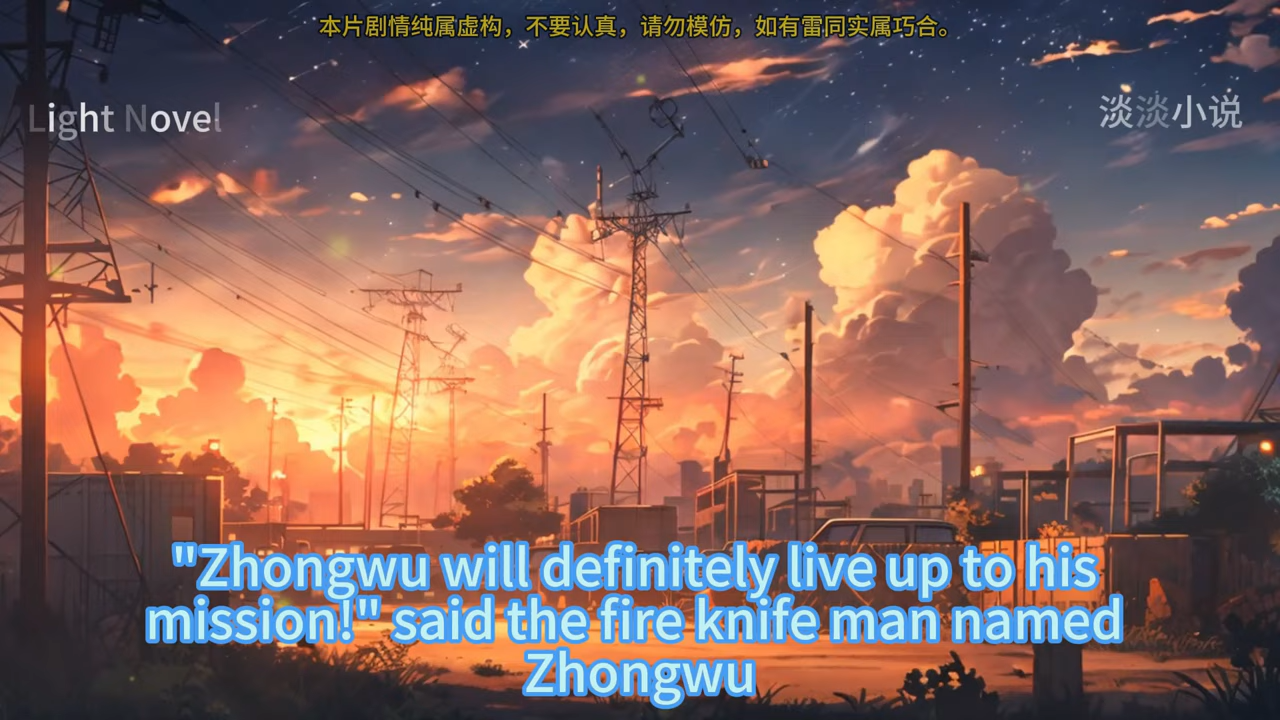 本片剧情纯属虚构，不要认真，请勿模仿，如有雷同实属巧合。
Light Novel
淡淡小说
"Zhongwu will definitely live up to his
mission!" said the fire knife man named
Zhongwu